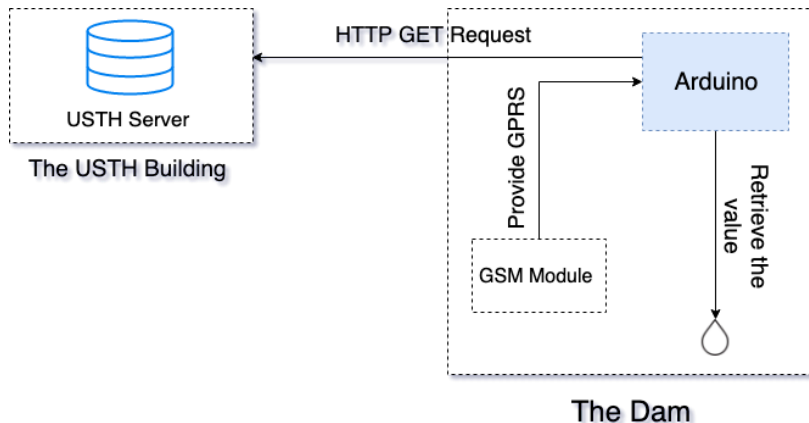 HTTP GET Request
USTH Server
The USTH Building
Arduino
Provide GPRS
GSM Module
Retrieve the
value
The Dam